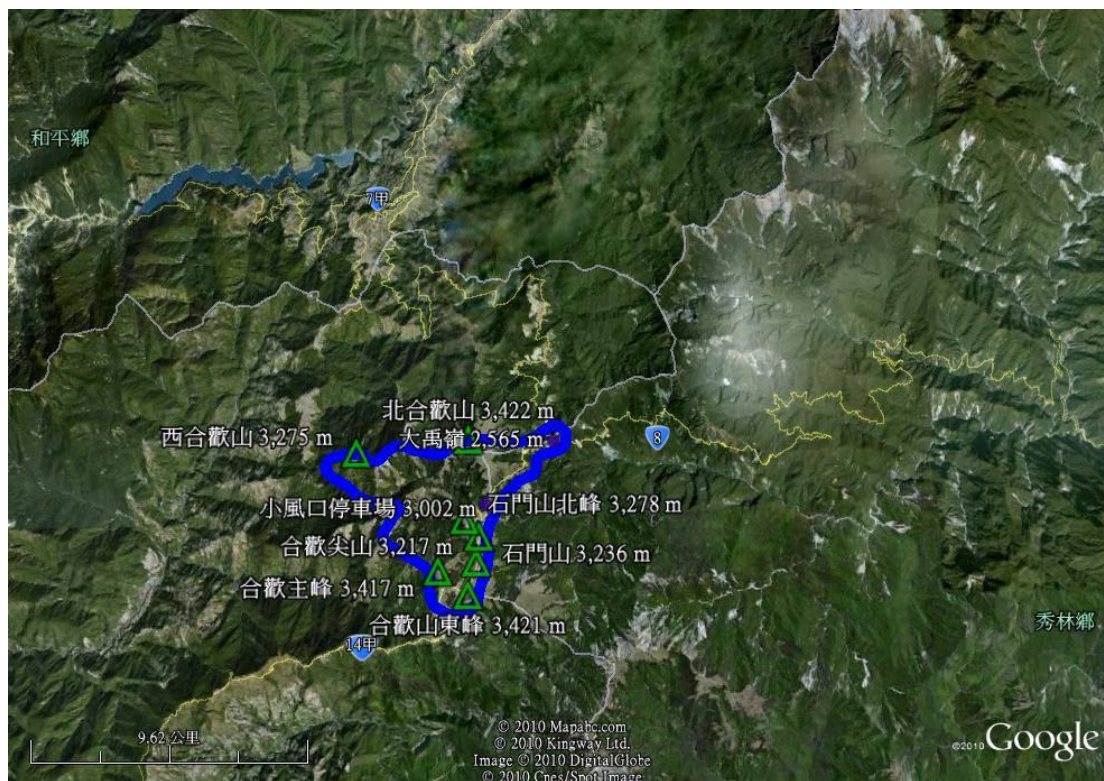 和平鄉
7甲
北合歡山 3,422 m
西合歡山 3,275 m
大禹嶺 2,565 m
8
小風口停車場 3,002 m
石門山北峰 3,278 m
合歡尖山 3,217 m
石門山 3,236 m
合歡主峰 3,417 m
合歡山東峰 3,421 m
秀林鄉
14甲
9.62 公里
© 2010 Mapabc.com
© 2010 Kingway Ltd.
Image © 2010 DigitalGlobe
© 2010 Cnes/Spot Image
©2010 Google